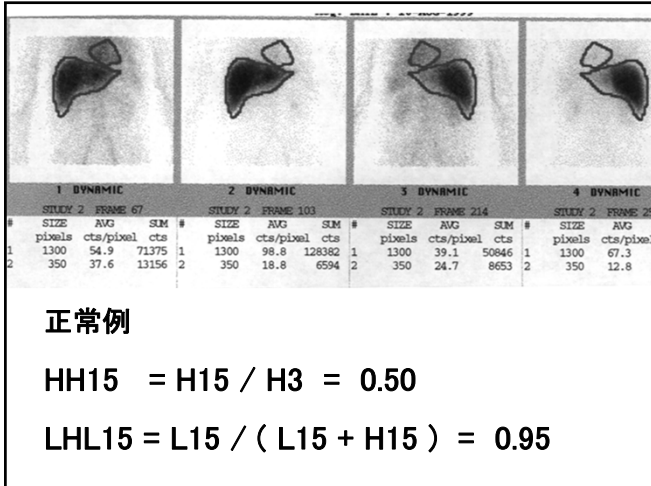 1 DYNAMIC
2 DYNAMIC
3 DYNAMIC
4 DYNAMIC
STUDY 2 FRAME 67
STUDY 2 FRAME 103
STUDY 2 FRAME 214
STUDY 2 FRAME
# SIZE AVG SUM # SIZE AVG SUM # SIZE AVG SUM # SIZE AVG
pixels cts/pixel cts pixels cts/pixel cts pixels cts/pixel cts pixels cts/pixel
1 1300 54.9 71375 1 1300 98.8 128382 1 1300 39.1 50846 1 1300 67.3
2 350 37.6 13156 2 350 18.8 6594 2 350 24.7 8653 2 350 12.8
正常例
HH15 = H15 / H3 = 0.50
LHL15 = L15 / ( L15 + H15 ) = 0.95